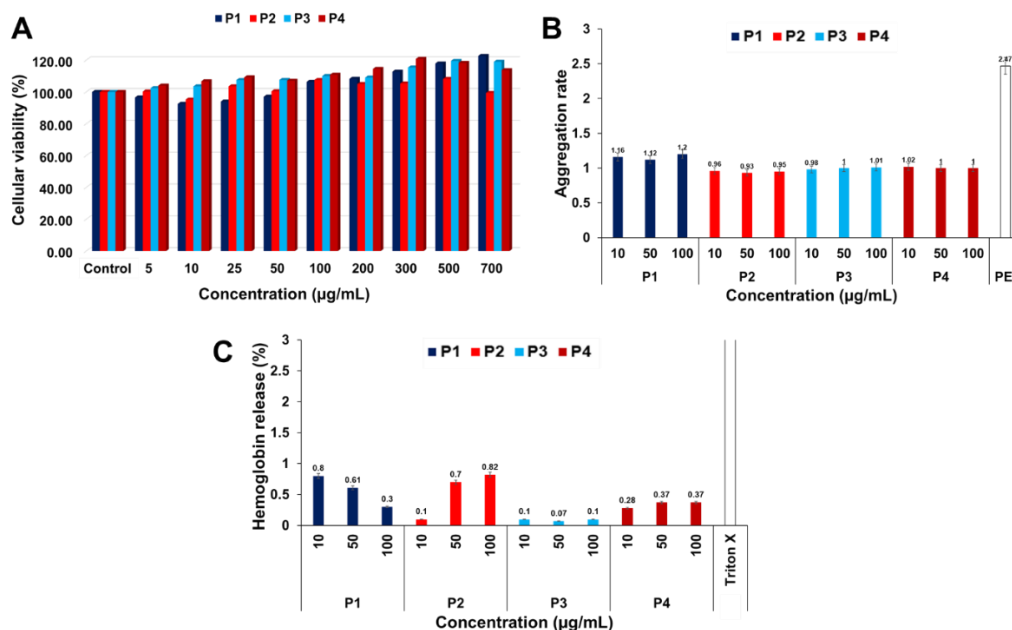 A
P1 P2 P3 P4
Cellular viability (%)
120.00
100.00
80.00
60.00
40.00
20.00
0.00
Control 5 10 25 50 100 200 300 500 700
Concentration (µg/mL)
B
P1 P2 P3 P4
Aggregation rate
3
2.5
2
1.5
1
0.5
0
1.16 1.12 1.2 0.96 0.93 0.95 0.98 1 1.01 1.02 1 1 2.47
10 50 100 10 50 100 10 50 100 10 50 100
P1 P2 P3 P4 PE
Concentration (µg/mL)
C
P1 P2 P3 P4
Hemoglobin release (%)
3
2.5
2
1.5
1
0.5
0
0.8 0.61 0.3 0.1 0.7 0.82 0.1 0.07 0.1 0.28 0.37 0.37
10 50 100 10 50 100 10 50 100 10 50 100 Triton X
P1 P2 P3 P4
Concentration (µg/mL)